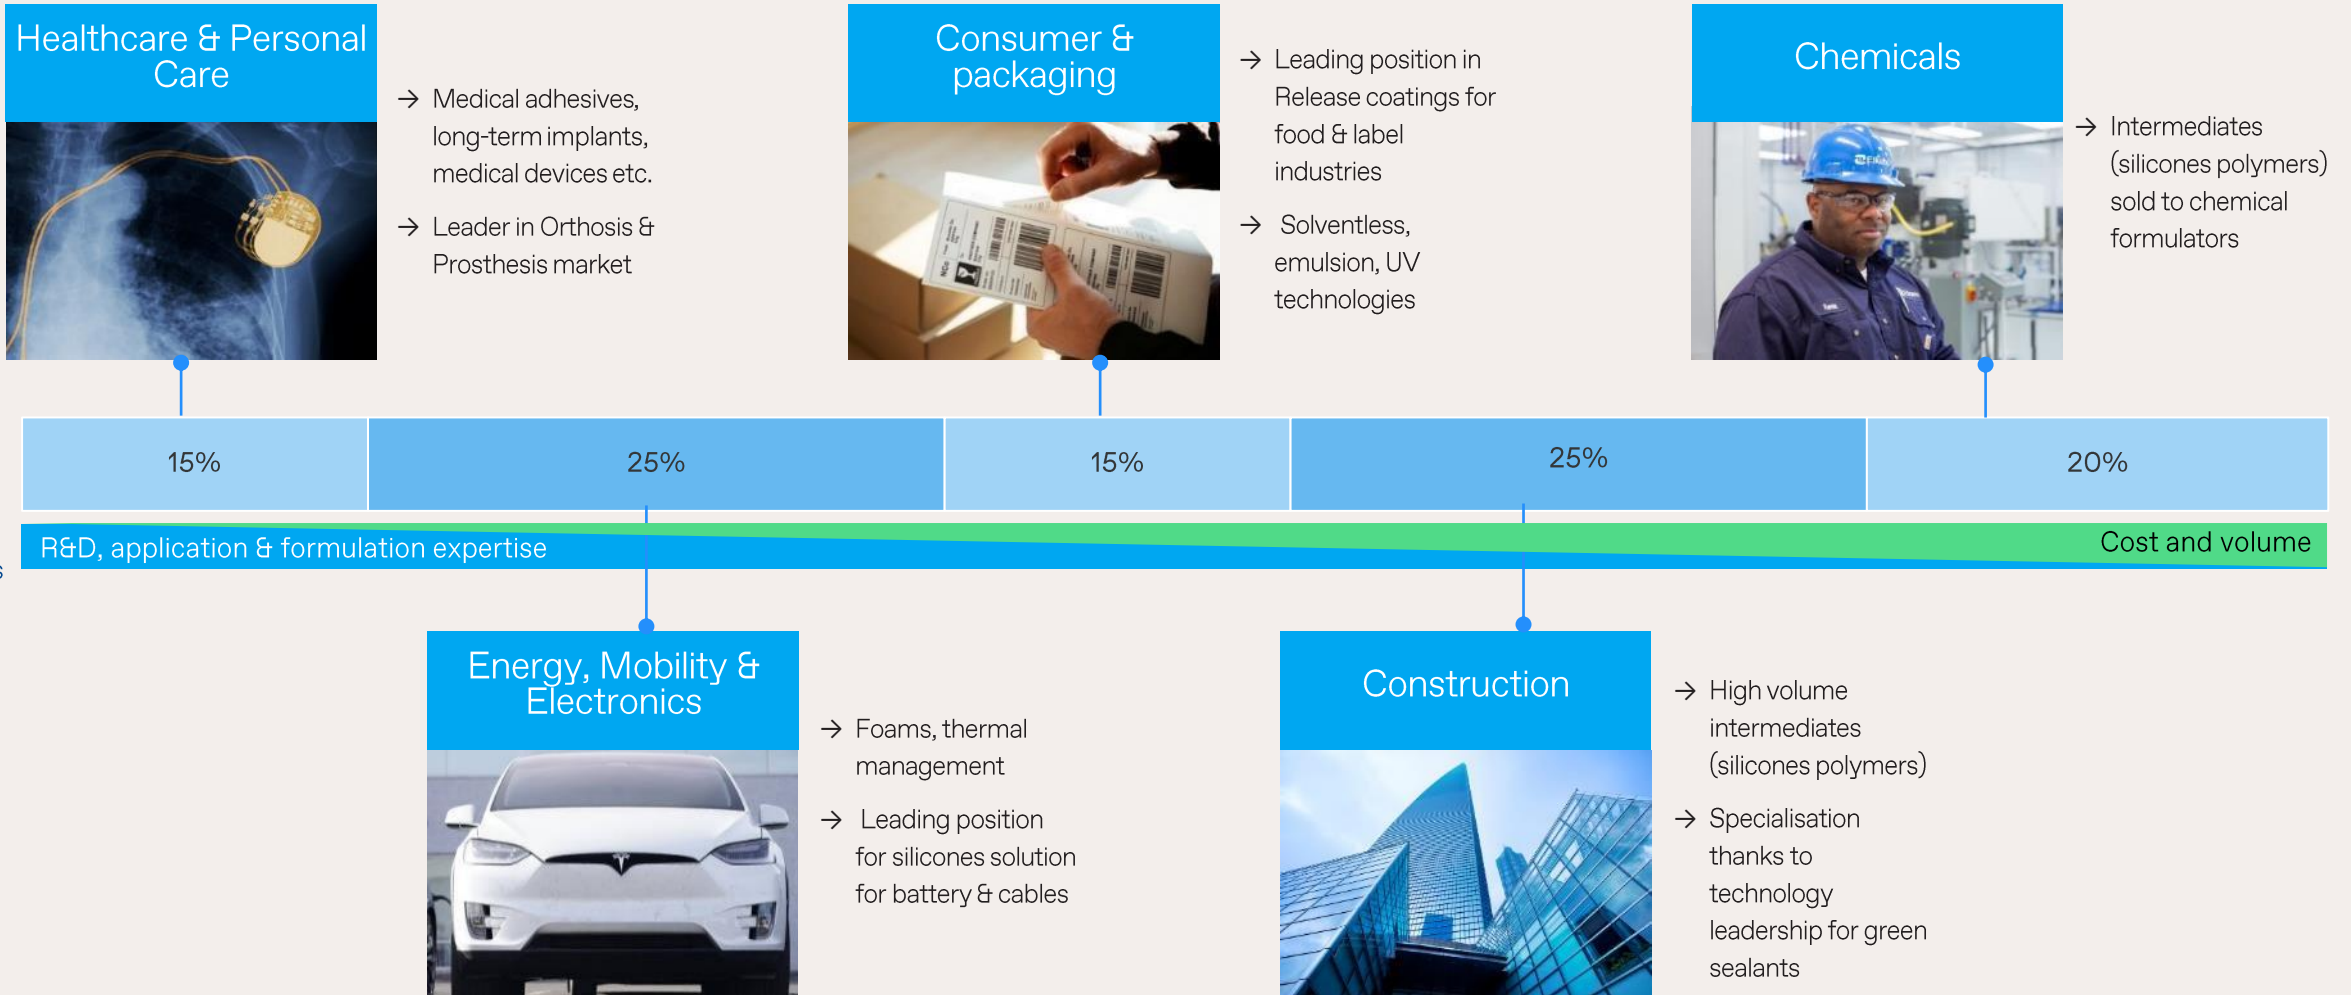 Healthcare & Personal
Care
→ Medical adhesives,
long-term implants,
medical devices etc.
→ Leader in Orthosis &
Prosthesis market
Consumer &
packaging
→ Leading position in
Release coatings for
food & label
industries
→ Solventless,
emulsion, UV
technologies
Chemicals
→ Intermediates
(silicones polymers)
sold to chemical
formulators
15%
25%
15%
25%
20%
R&D, application & formulation expertise
Cost and volume
s
Energy, Mobility &
Electronics
→ Foams, thermal
management
→ Leading position
for silicones solution
for battery & cables
Construction
→ High volume
intermediates
(silicones polymers)
→ Specialisation
thanks to
technology
leadership for green
sealants